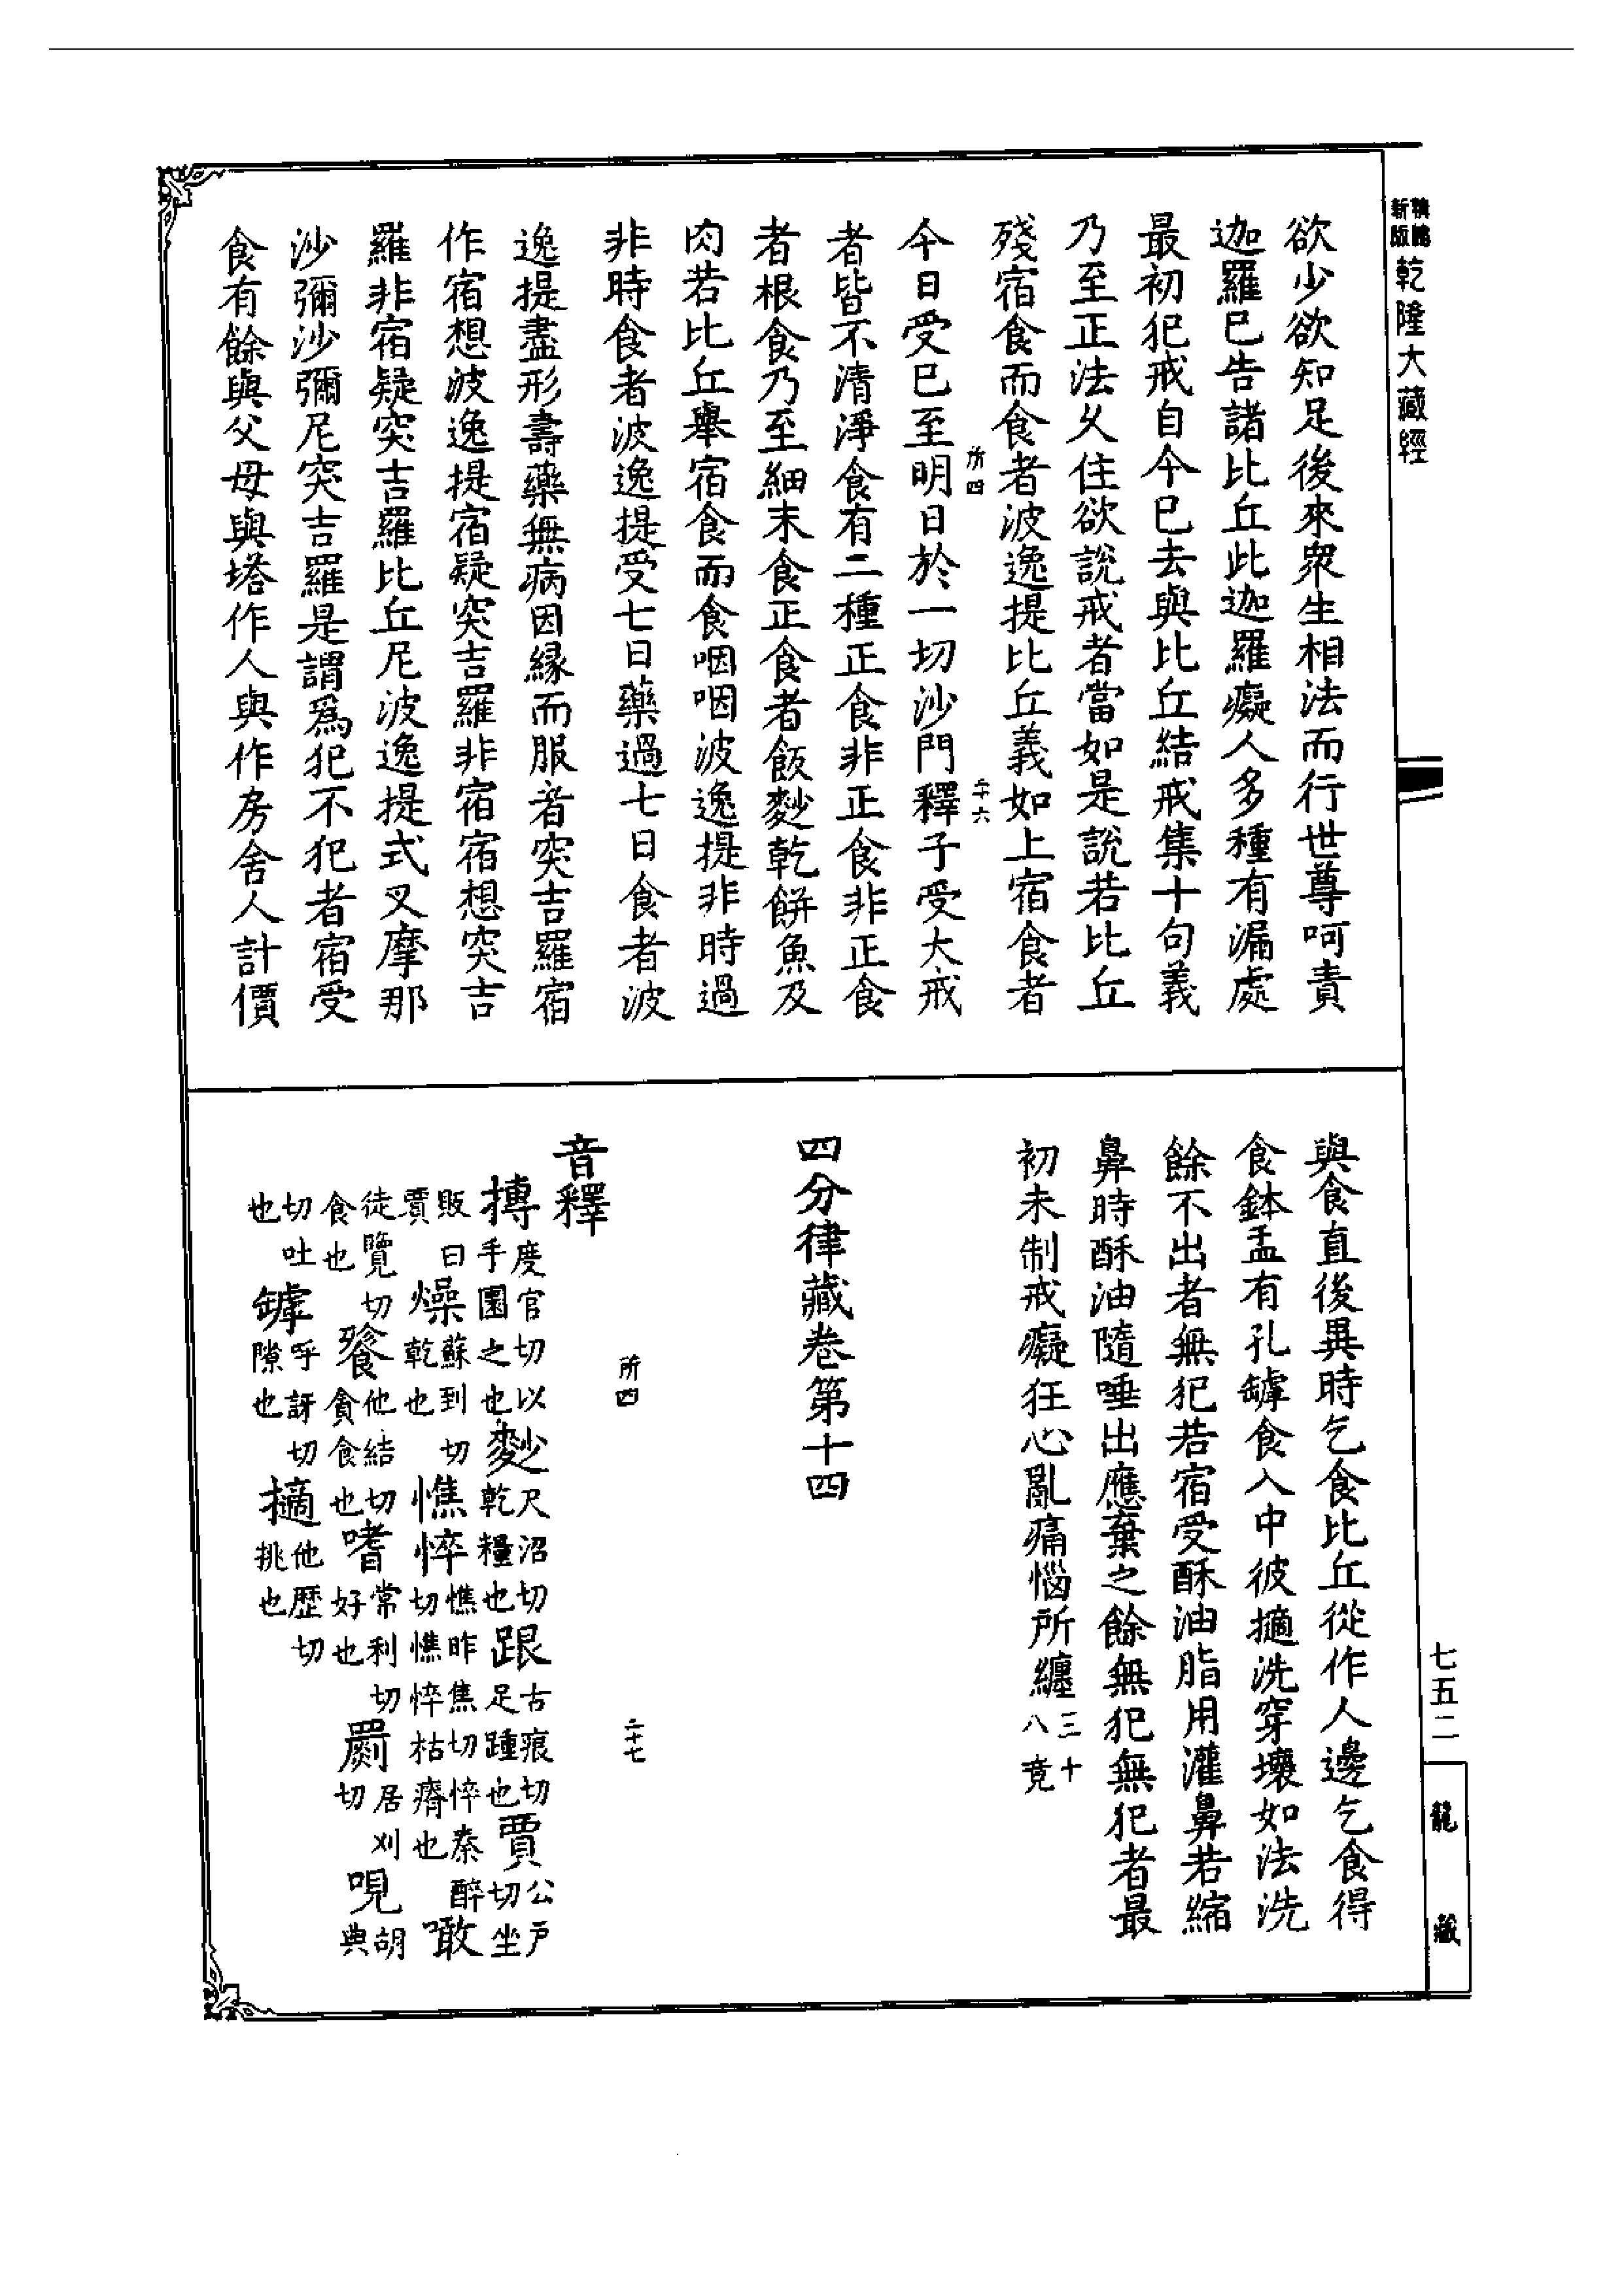 新版
乾隆大藏經
欲少欲知足後來眾生相法而行世尊呵責
迦羅已告諸比丘此迦羅癡人多種有漏處
最初犯戒自今已去與比丘結戒集十句義
乃至正法久住欲說戒者當如是說若比丘
殘宿食而食者波逸提比丘義如上宿食者
所四
二十六
今日受已至明日於一切沙門釋子受大戒
者皆不清淨食有二種正食非正食非正食
者根食乃至細末食正食者飯麨乾餅魚及
肉若比丘舉宿食而食咽咽波逸提非時過
非時食者波逸提受七日藥過七日食者波
逸提盡形壽藥無病因緣而服者突吉羅宿
作宿想波逸提宿疑突吉羅非宿宿想突吉
羅非宿疑突吉羅比丘尼波逸提式叉摩那
沙彌沙彌尼突吉羅是謂為犯不犯者宿受
食有餘與父母與塔作人與作房舍人計價
與食直後異時乞食比丘從作人邊乞食得
食鉢盂有孔罅食入中彼擿洗穿壞如法洗
餘不出者無犯若宿受酥油脂用灌鼻若縮
鼻時酥油隨唾出應棄之餘無犯無犯者最
初未制戒癡狂心亂痛惱所纏三十八竟
四分律藏卷第十四
所四
二十七
音釋
摶度官切以手團之也麨尺沼切乾糧也跟古痕切足踵也賈公戶切坐
販曰賈燥蘇到切乾也憔悴憔昨焦切悴秦醉切憔悴枯瘠也噉
徒覽切食也飻他結切貪食也嗜常利切好也罽居刈切哯胡典
切吐也罅呼訝切隙也擿他歷切挑也
七五二
龍藏